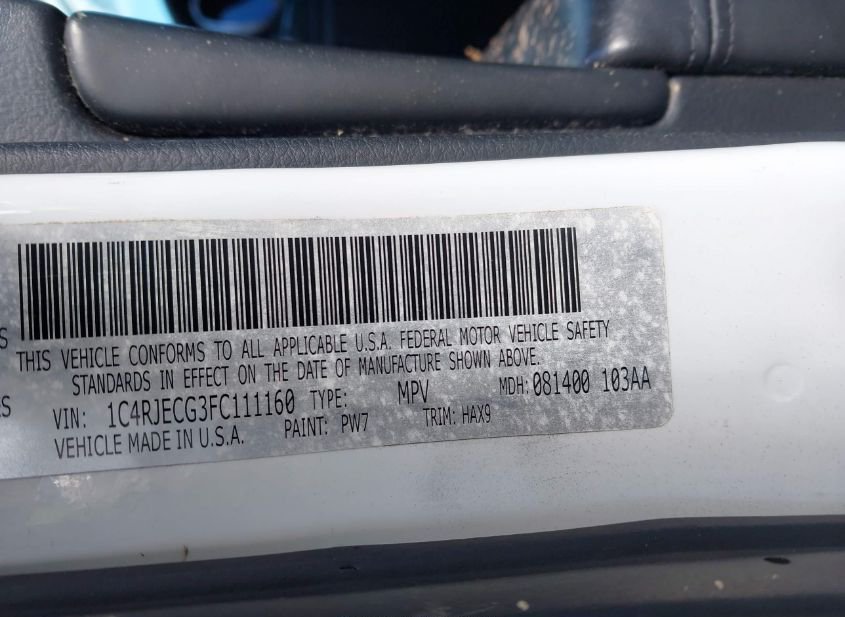 THIS VEHICLE CONFORMS TO ALL APPLICABLE U.S.A. FEDERAL MOTOR VEHICLE SAFETY
STANDARDS IN EFFECT ON THE DATE OF MANUFACTURE SHOWN ABOVE.
VIN: 1C4RJECG3FC111160 TYPE: MPV MDH: 081400 103AA
VEHICLE MADE IN U.S.A. PAINT: PW7 TRIM: HAX9